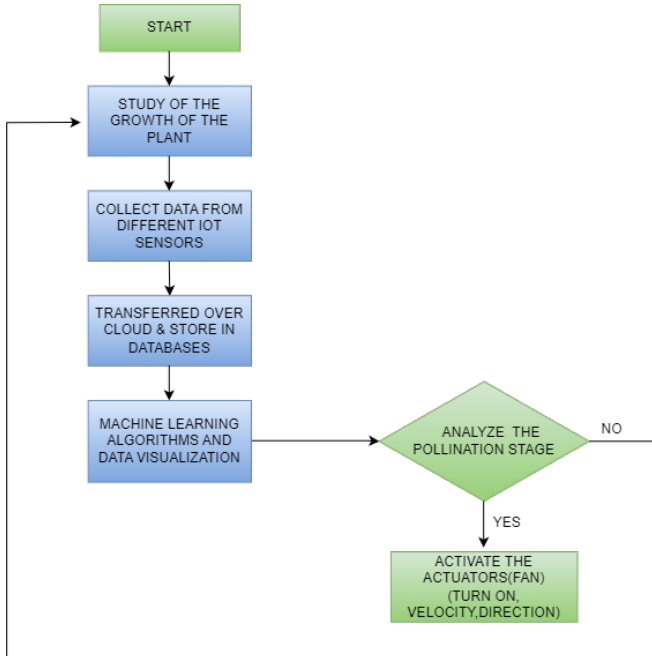 START
STUDY OF THE
GROWTH OF THE
PLANT
COLLECT DATA FROM
DIFFERENT IOT
SENSORS
TRANSFERRED OVER
CLOUD & STORE IN
DATABASES
MACHINE LEARNING
ALGORITHMS AND
DATA VISUALIZATION
ANALYZE THE
POLLINATION STAGE
NO
YES
ACTIVATE THE
ACTUATORS(FAN)
(TURN ON,
VELOCITY,DIRECTION)